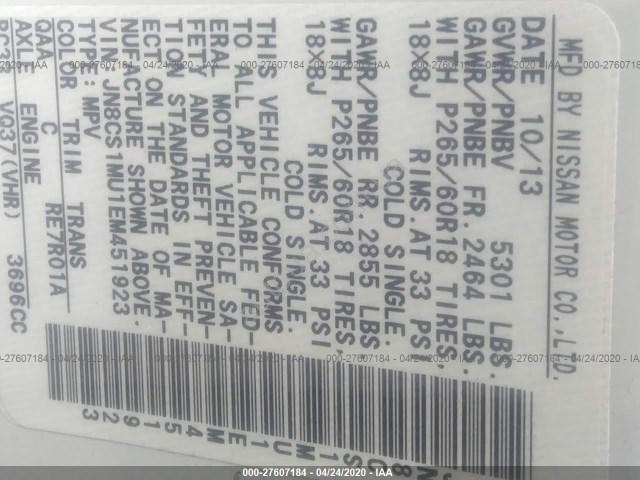 MFD BY NISSAN MOTOR CO.,LTD.
DATE 10/13
GVWR/PNBV 5301 LBS.
GAWR/PNBE FR. 2464 LBS.
WITH P265/60R18 TIRES,
18X8J RIMS.AT 33 PSI
COLD SINGLE.
GAWR/PNBE RR. 2855 LBS
WITH P265/60R18 TIRES
18X8J RIMS.AT 33 PSI
COLD SINGLE.
THIS VEHICLE CONFORMS
TO ALL APPLICABLE FED-
ERAL MOTOR VEHICLE SA-
FETY AND THEFT PREVEN-
TION STANDARDS IN EFF-
ECT ON THE DATE OF MA-
NUFACTURE SHOWN ABOVE.
VIN:JN8CS1MU1EM451923
TYPE:MPV
COLOR TRIM TRANS
QAA C RE7R01A
AXLE ENGINE
VQ37(VHR) 3696CC
000-27607184 - 04/24/2020 - IAA